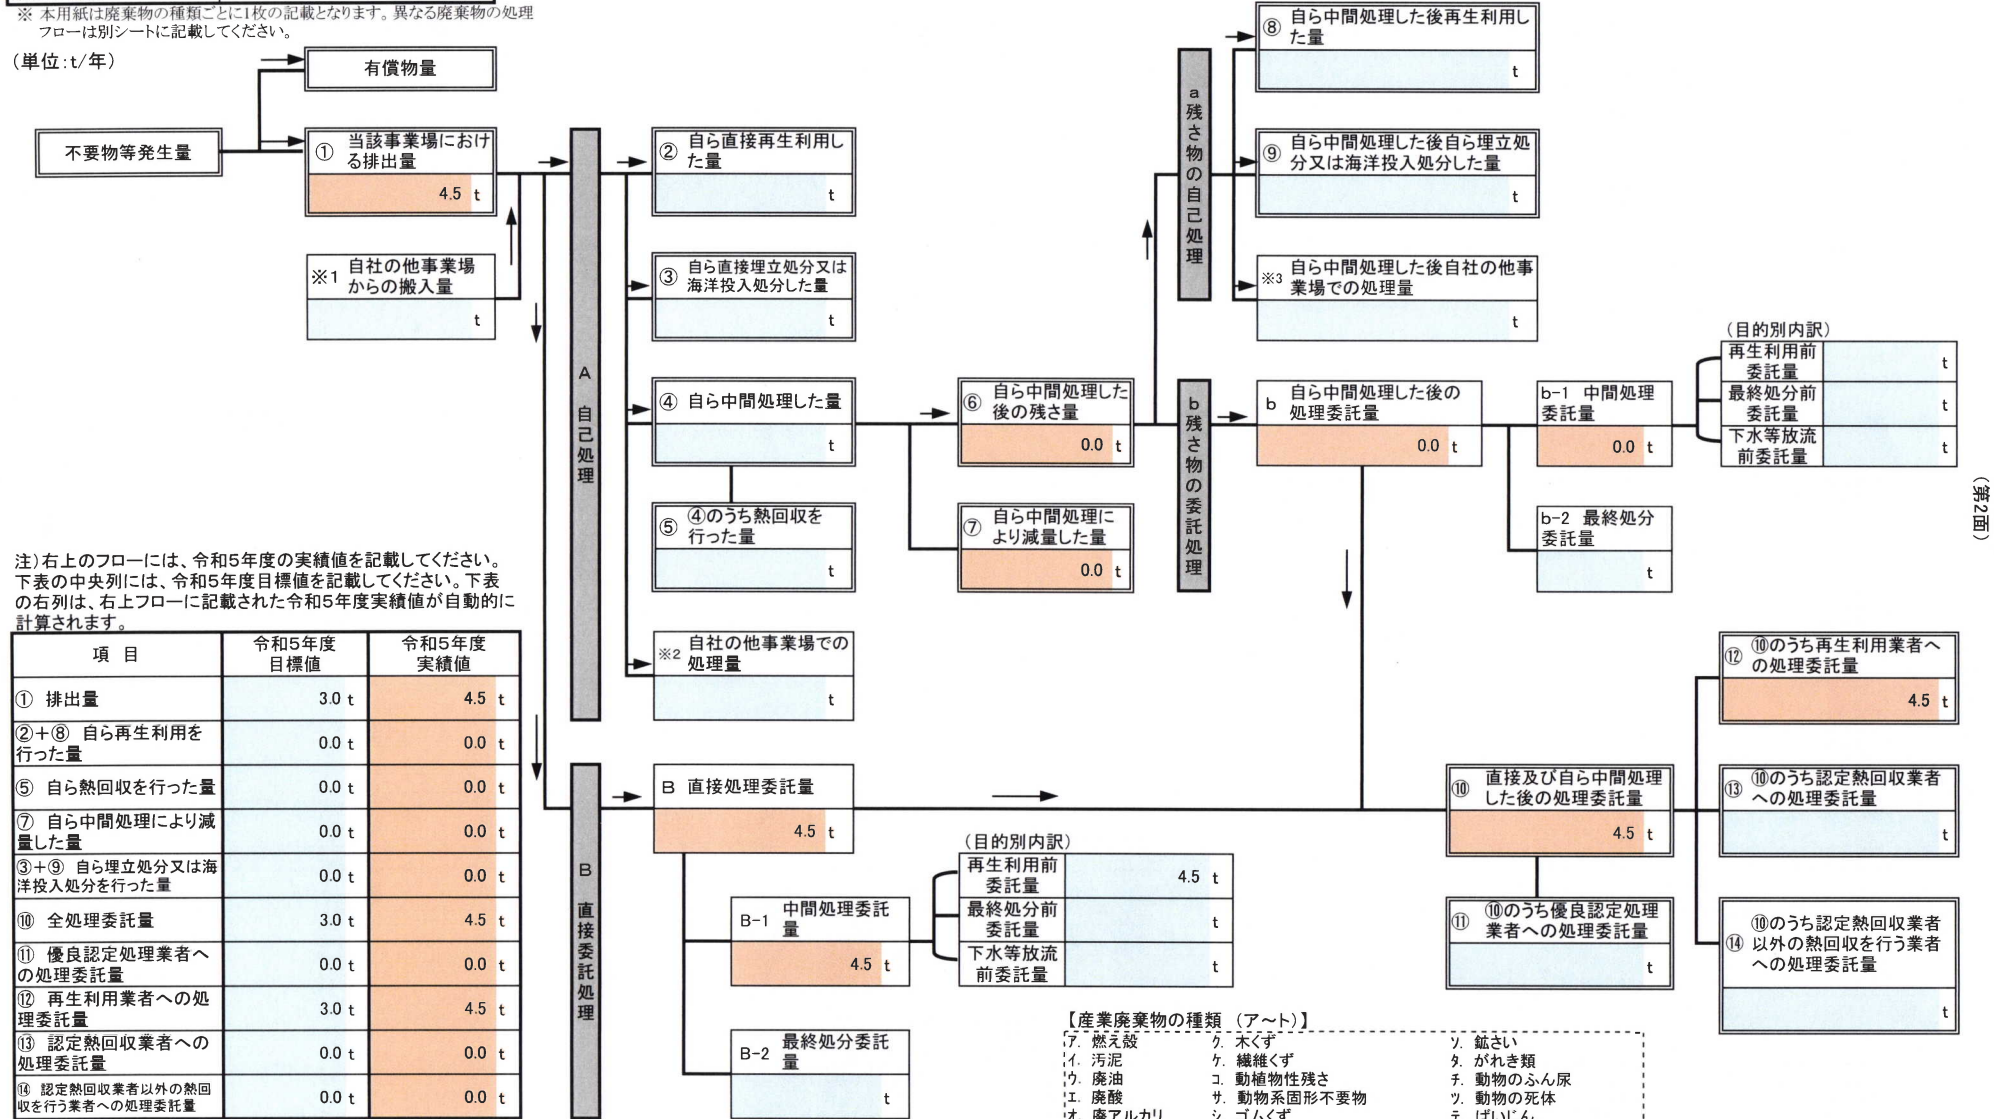 ※ 本用紙は廃棄物の種類ごとに1枚の記載となります。異なる廃棄物の処理
フローは別シートに記載してください。
(単位:t/年)
有償物量
不要物等発生量
① 当該事業場におけ
る排出量
4.5 t
※1 自社の他事業場
からの搬入量
t
A 自己処理
② 自ら直接再生利用し
た量
t
③ 自ら直接埋立処分又は
海洋投入処分した量
t
④ 自ら中間処理した量
t
⑤ ④のうち熱回収を
行った量
t
※2 自社の他事業場での
処理量
t
⑥ 自ら中間処理した
後の残さ量
0.0 t
⑦ 自ら中間処理に
より減量した量
0.0 t
a 残さ物の自己処理
⑧ 自ら中間処理した後再生利用し
た量
t
⑨ 自ら中間処理した後自ら埋立処
分又は海洋投入処分した量
t
※3 自ら中間処理した後自社の他事
業場での処理量
t
b 残さ物の委託処理
b 自ら中間処理した後の
処理委託量
0.0 t
b-1 中間処理
委託量
0.0 t
b-2 最終処分
委託量
t
(目的別内訳)
再生利用前
委託量
t
最終処分前
委託量
t
下水等放流
前委託量
t
(第2面)
注)右上のフローには、令和5年度の実績値を記載してください。
下表の中央列には、令和5年度目標値を記載してください。下表
の右列は、右上フローに記載された令和5年度実績値が自動的に
計算されます。
項 目
令和5年度
目標値
令和5年度
実績値
① 排出量
3.0 t
4.5 t
②+⑧ 自ら再生利用を
行った量
0.0 t
0.0 t
⑤ 自ら熱回収を行った量
0.0 t
0.0 t
⑦ 自ら中間処理により減
量した量
0.0 t
0.0 t
③+⑨ 自ら埋立処分又は海
洋投入処分を行った量
0.0 t
0.0 t
⑩ 全処理委託量
3.0 t
4.5 t
⑪ 優良認定処理業者へ
の処理委託量
0.0 t
0.0 t
⑫ 再生利用業者への処
理委託量
3.0 t
4.5 t
⑬ 認定熱回収業者への
処理委託量
0.0 t
0.0 t
⑭ 認定熱回収業者以外の熱回
収を行う業者への処理委託量
0.0 t
0.0 t
B 直接委託処理
B 直接処理委託量
4.5 t
B-1 中間処理委託
量
4.5 t
B-2 最終処分委託
量
t
(目的別内訳)
再生利用前
委託量
4.5 t
最終処分前
委託量
t
下水等放流
前委託量
t
⑩ 直接及び自ら中間処理
した後の処理委託量
4.5 t
⑪ ⑩のうち優良認定処理
業者への処理委託量
t
⑫ ⑩のうち再生利用業者へ
の処理委託量
4.5 t
⑬ ⑩のうち認定熱回収業者
への処理委託量
t
⑭ ⑩のうち認定熱回収業者
以外の熱回収を行う業者
への処理委託量
t
【産業廃棄物の種類 (ア~ト)】
ア. 燃え殻
イ. 汚泥
ウ. 廃油
エ. 廃酸
オ. 廃アルカリ
ク. 木くず
ケ. 繊維くず
コ. 動植物性残さ
サ. 動物系固形不要物
シ. ゴムくず
ソ. 鉱さい
タ. がれき類
チ. 動物のふん尿
ツ. 動物の死体
テ. ばいじん